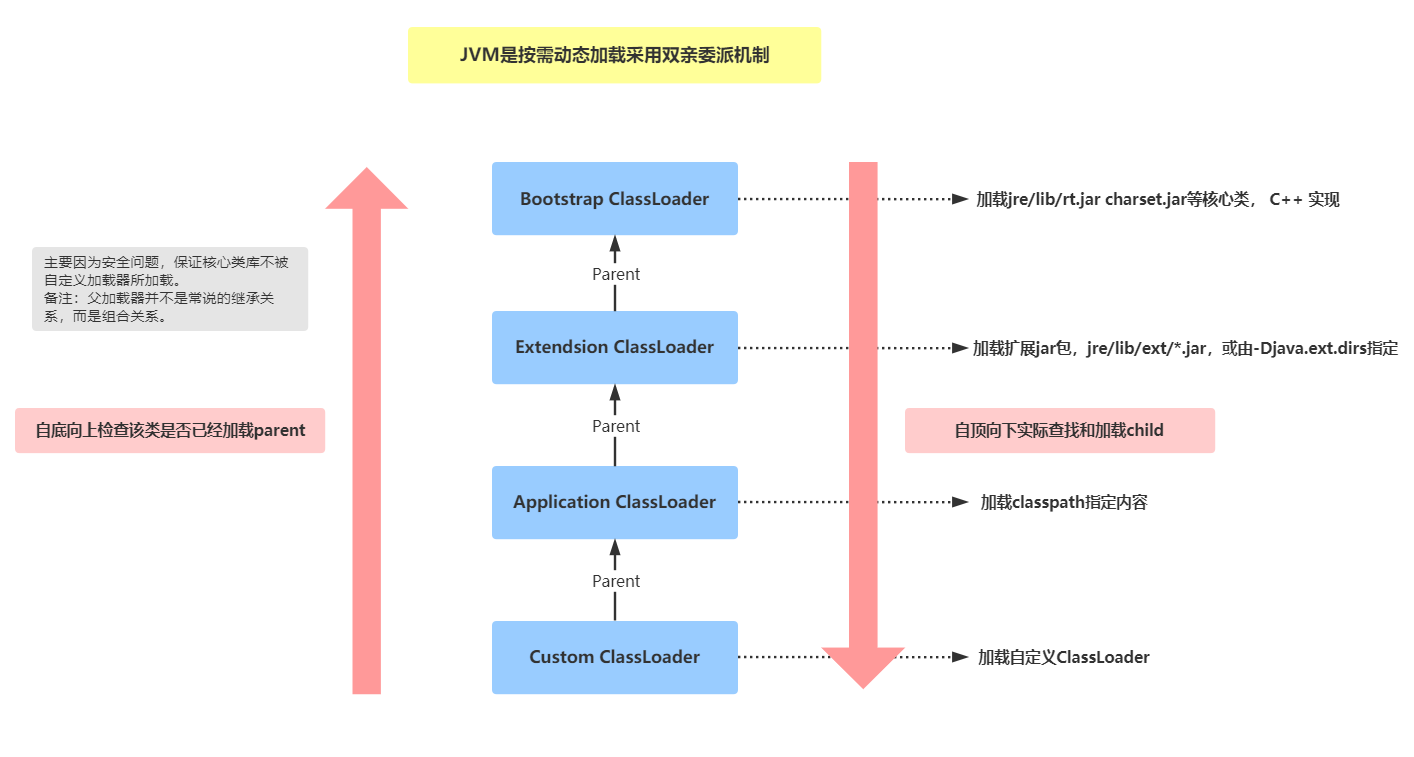 JVM是按需动态加载采用双亲委派机制
Bootstrap ClassLoader
加载jre/lib/rt.jar charset.jar等核心类， C++ 实现
主要因为安全问题，保证核心类库不被
自定义加载器所加载。
备注：父加载器并不是常说的继承关
系，而是组合关系。
Parent
Extendsion ClassLoader
加载扩展jar包，jre/lib/ext/*.jar，或由-Djava.ext.dirs指定
自底向上检查该类是否已经加载parent
Parent
自顶向下实际查找和加载child
Application ClassLoader
加载classpath指定内容
Parent
Custom ClassLoader
加载自定义ClassLoader